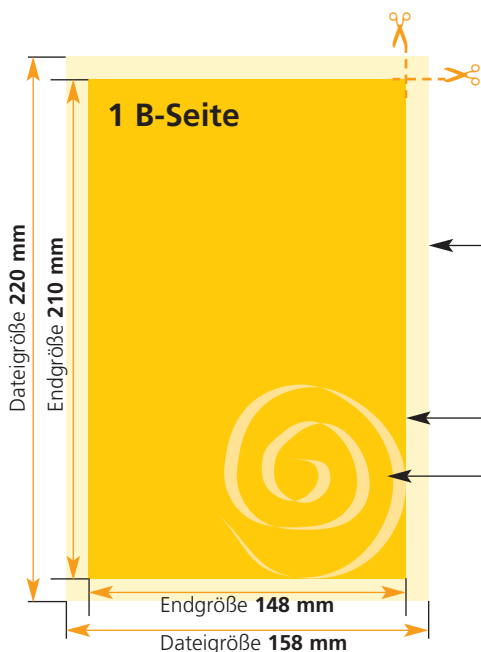 1 B-Seite
Dateigröße 220 mm
Endgröße 210 mm
Endgröße 148 mm
Dateigröße 158 mm